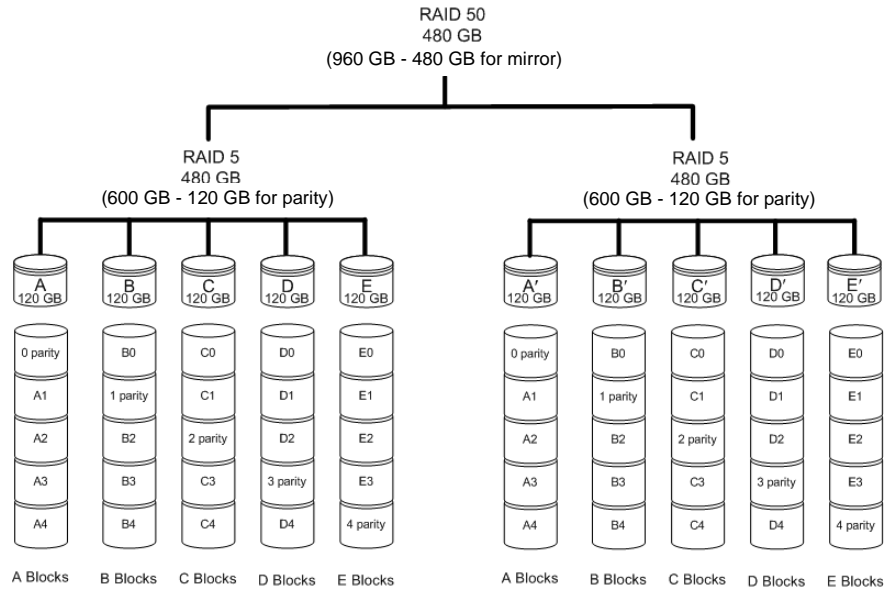 RAID 50
480 GB
(960 GB - 480 GB for mirror)
RAID 5
480 GB
(600 GB - 120 GB for parity)
RAID 5
480 GB
(600 GB - 120 GB for parity)
A B C D E
120 GB 120 GB 120 GB 120 GB 120 GB
A′ B′ C′ D′ E′
120 GB 120 GB 120 GB 120 GB 120 GB
0 parity B0 C0 D0 E0
A1 1 parity C1 D1 E1
A2 B2 2 parity D2 E2
A3 B3 C3 3 parity E3
A4 B4 C4 D4 4 parity
A Blocks B Blocks C Blocks D Blocks E Blocks
0 parity B0 C0 D0 E0
A1 1 parity C1 D1 E1
A2 B2 2 parity D2 E2
A3 B3 C3 3 parity E3
A4 B4 C4 D4 4 parity
A Blocks B Blocks C Blocks D Blocks E Blocks